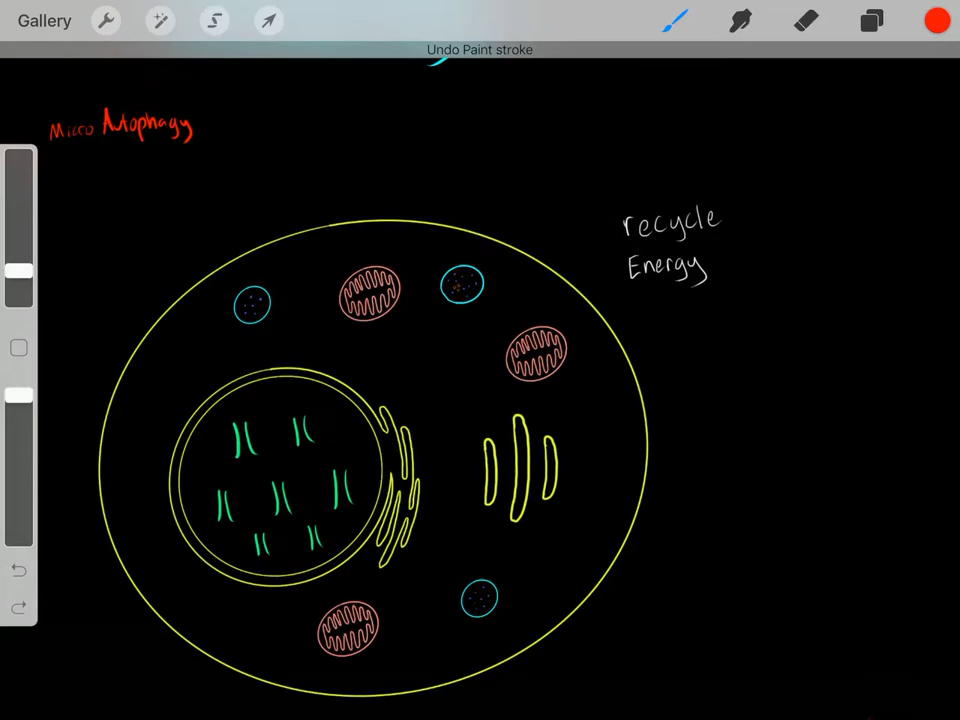 Gallery
Undo Paint stroke
Micro Autophagy
recycle
Energy